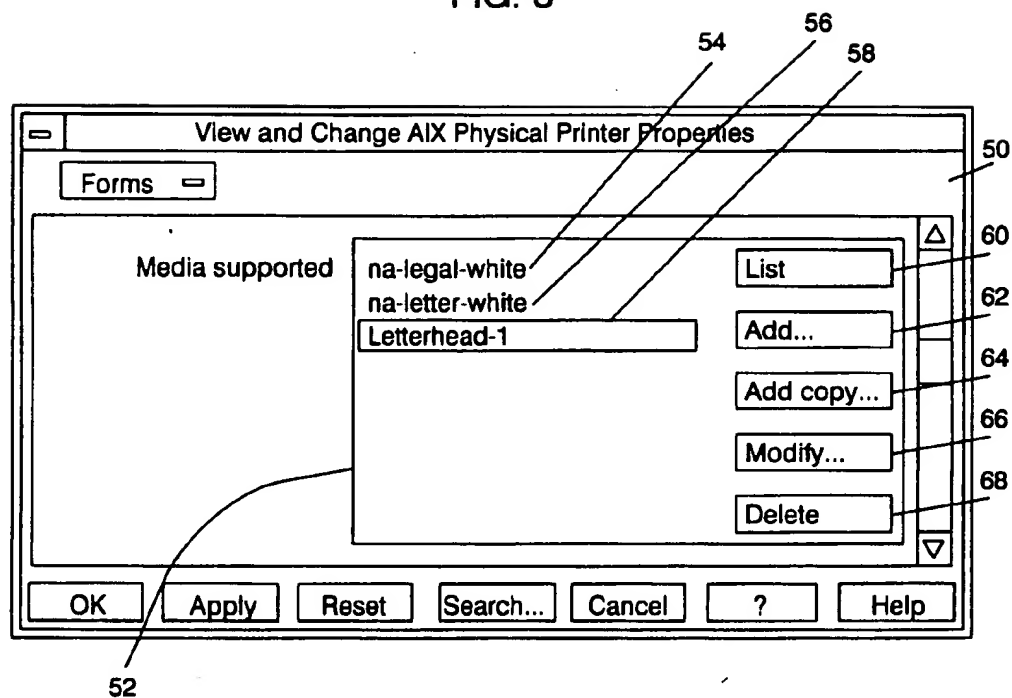 54
56
58
View and Change AIX Physical Printer Properties
50
Forms
60
Media supported
na-legal-white
List
na-letter-white
62
Letterhead-1
Add...
64
Add copy...
66
Modify...
68
Delete
OK
Apply
Reset
Search...
Cancel
?
Help
52